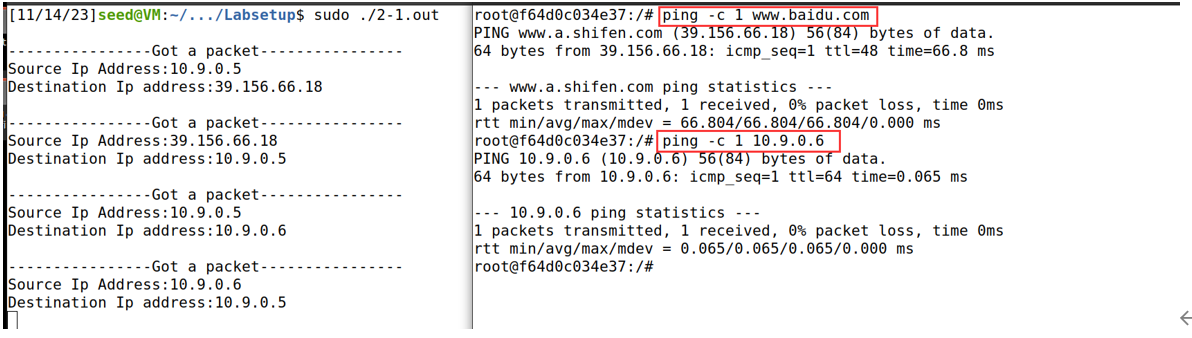 [11/14/23]seed@VM:~/.../Labsetup$ sudo ./2-1.out
----------------Got a packet----------------
Source Ip Address:10.9.0.5
Destination Ip address:39.156.66.18
----------------Got a packet----------------
Source Ip Address:39.156.66.18
Destination Ip address:10.9.0.5
----------------Got a packet----------------
Source Ip Address:10.9.0.5
Destination Ip address:10.9.0.6
----------------Got a packet----------------
Source Ip Address:10.9.0.6
Destination Ip address:10.9.0.5
root@f64d0c034e37:/# ping -c 1 www.baidu.com
PING www.a.shifen.com (39.156.66.18) 56(84) bytes of data.
64 bytes from 39.156.66.18: icmp_seq=1 ttl=48 time=66.8 ms
--- www.a.shifen.com ping statistics ---
1 packets transmitted, 1 received, 0% packet loss, time 0ms
rtt min/avg/max/mdev = 66.804/66.804/66.804/0.000 ms
root@f64d0c034e37:/# ping -c 1 10.9.0.6
PING 10.9.0.6 (10.9.0.6) 56(84) bytes of data.
64 bytes from 10.9.0.6: icmp_seq=1 ttl=64 time=0.065 ms
--- 10.9.0.6 ping statistics ---
1 packets transmitted, 1 received, 0% packet loss, time 0ms
rtt min/avg/max/mdev = 0.065/0.065/0.065/0.000 ms
root@f64d0c034e37:/#